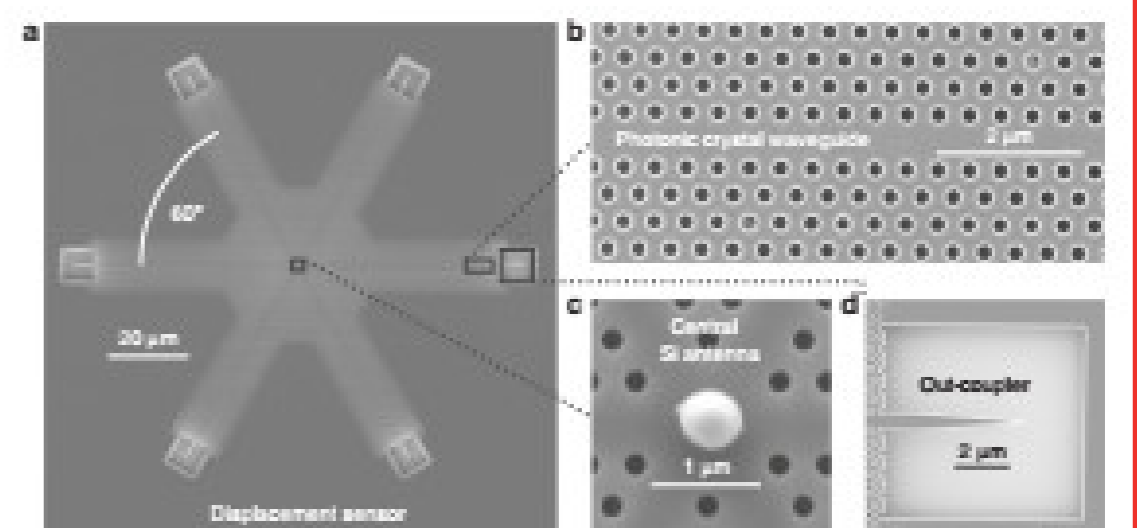 a
60°
20 µm
Displacement sensor
b
Photonic crystal waveguide
2 µm
c
Central
Si antenna
1 µm
d
Out-coupler
2 µm